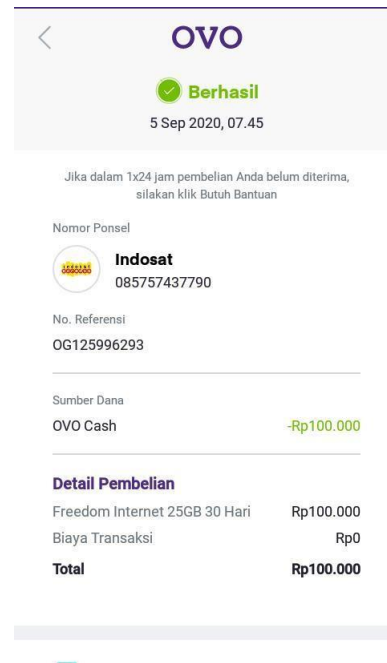 OVO
Berhasil
5 Sep 2020, 07.45
Jika dalam 1x24 jam pembelian Anda belum diterima,
silakan klik Butuh Bantuan
Nomor Ponsel
INDOSAT
OOREDOO
Indosat
085757437790
No. Referensi
OG125996293
Sumber Dana
OVO Cash -Rp100.000
Detail Pembelian
Freedom Internet 25GB 30 Hari Rp100.000
Biaya Transaksi Rp0
Total Rp100.000